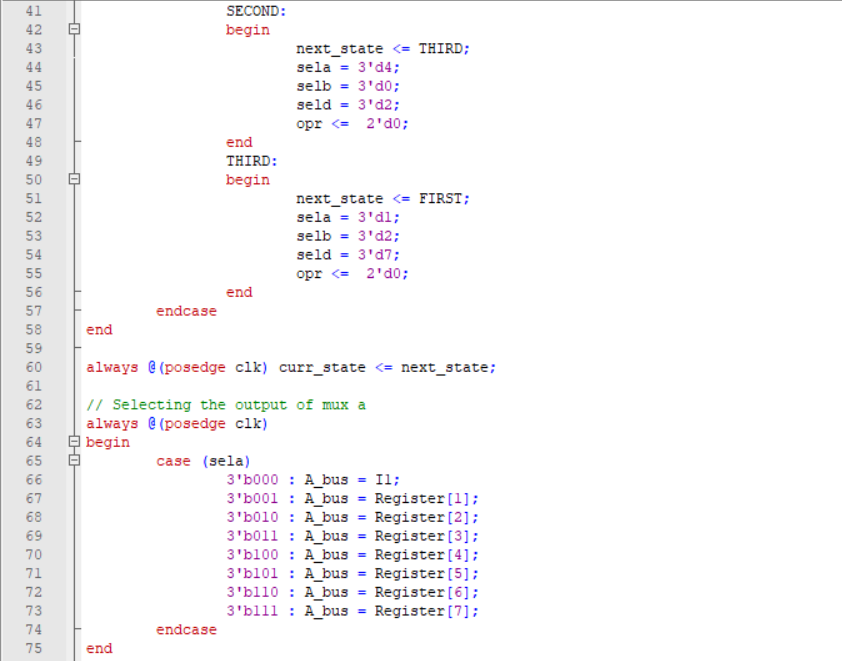 41 SECOND:
42 begin
43 next_state <= THIRD;
44 sela = 3'd4;
45 selb = 3'd0;
46 seld = 3'd2;
47 opr <=  2'd0;
48 end
49 THIRD:
50 begin
51 next_state <= FIRST;
52 sela = 3'd1;
53 selb = 3'd2;
54 seld = 3'd7;
55 opr <=  2'd0;
56 end
57 endcase
58 end
59
60 always @(posedge clk) curr_state <= next_state;
61
62 // Selecting the output of mux a
63 always @(posedge clk)
64 begin
65 case (sela)
66 3'b000 : A_bus = I1;
67 3'b001 : A_bus = Register[1];
68 3'b010 : A_bus = Register[2];
69 3'b011 : A_bus = Register[3];
70 3'b100 : A_bus = Register[4];
71 3'b101 : A_bus = Register[5];
72 3'b110 : A_bus = Register[6];
73 3'b111 : A_bus = Register[7];
74 endcase
75 end